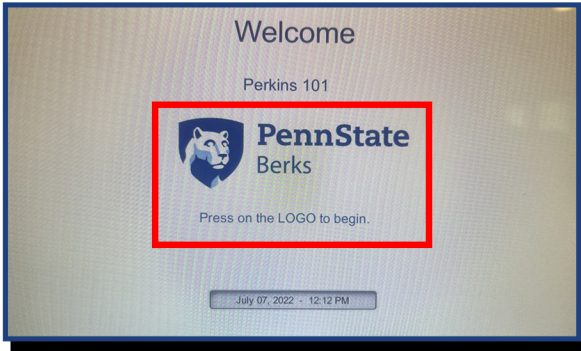 Welcome
Perkins 101
PennState
Berks
Press on the LOGO to begin.
July 07, 2022 - 12:12 PM